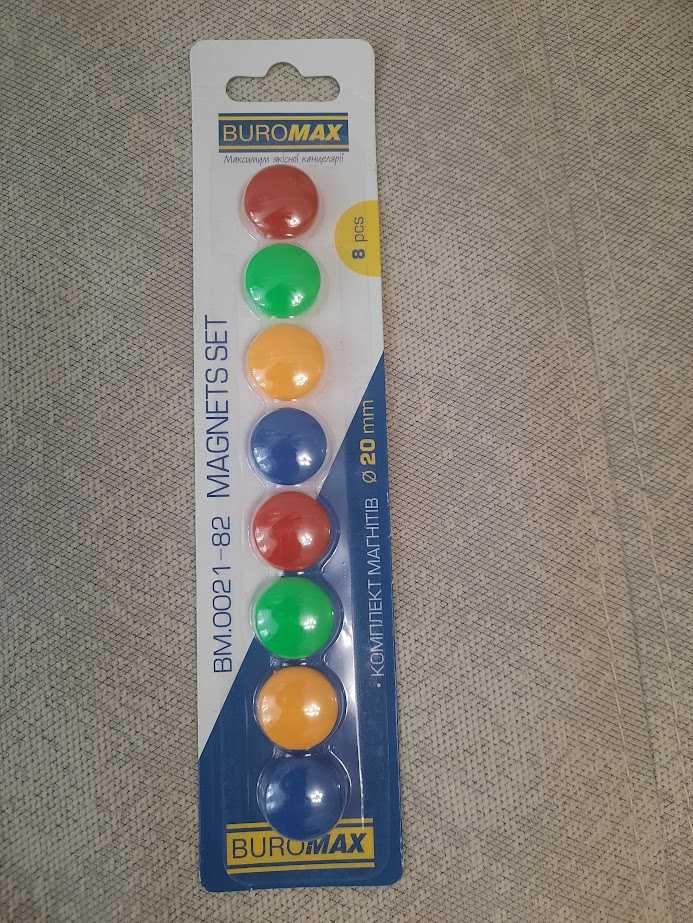 BUROMAX
Максимум якісної канцелярії
8 pcs
BM.0021-82 MAGNETS SET
• КОМПЛЕКТ МАГНІТІВ Ø 20 mm
BUROMAX